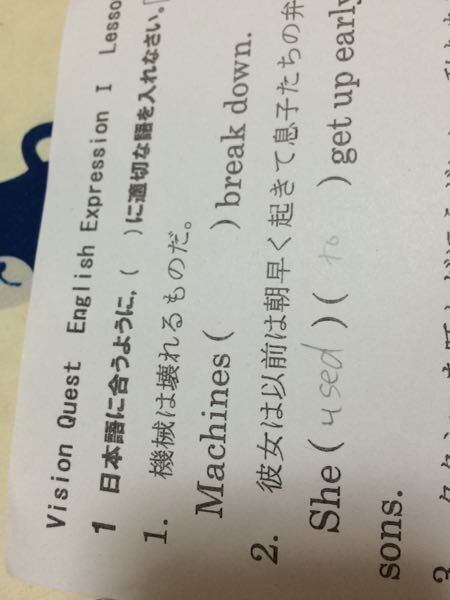 Vision Quest English Expression I Lesso
1 日本語に合うように，( )に適切な語を入れなさい。
1. 機械は壊れるものだ。
Machines ( ) break down.
2. 彼女は以前は朝早く起きて息子たちの弁
She ( used ) ( to ) get up early
sons.
3